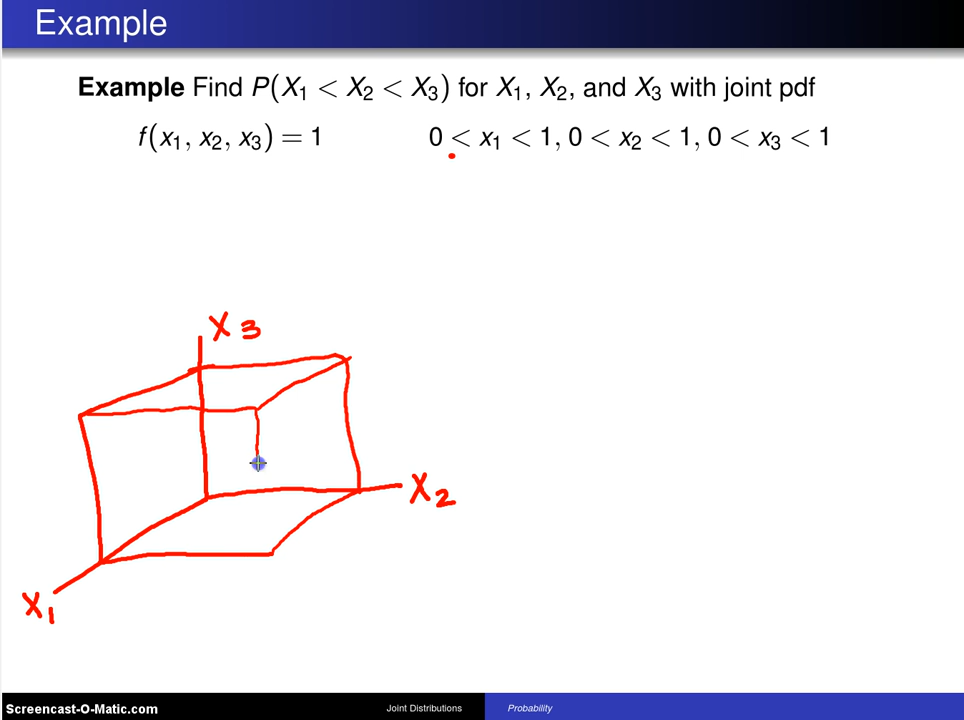 Example
Example Find P(X₁ < X₂ < X₃) for X₁, X₂, and X₃ with joint pdf
f(x₁, x₂, x₃) = 1 0 < x₁ < 1, 0 < x₂ < 1, 0 < x₃ < 1
X3
X2
X1
Screencast-O-Matic.com Joint Distributions Probability